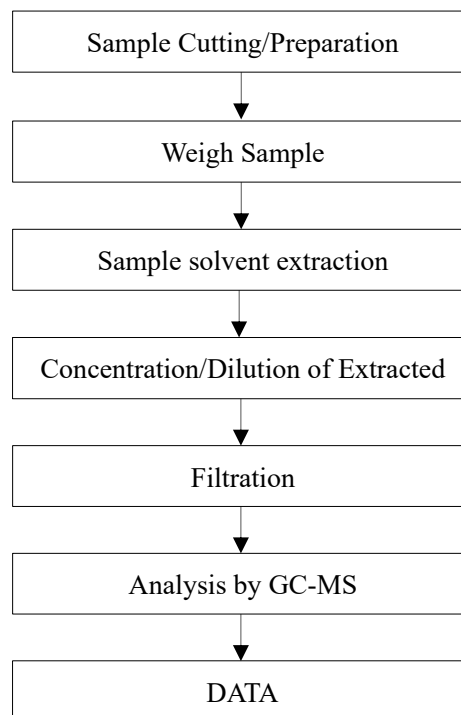 Sample Cutting/Preparation
Weigh Sample
Sample solvent extraction
Concentration/Dilution of Extracted
Filtration
Analysis by GC-MS
DATA